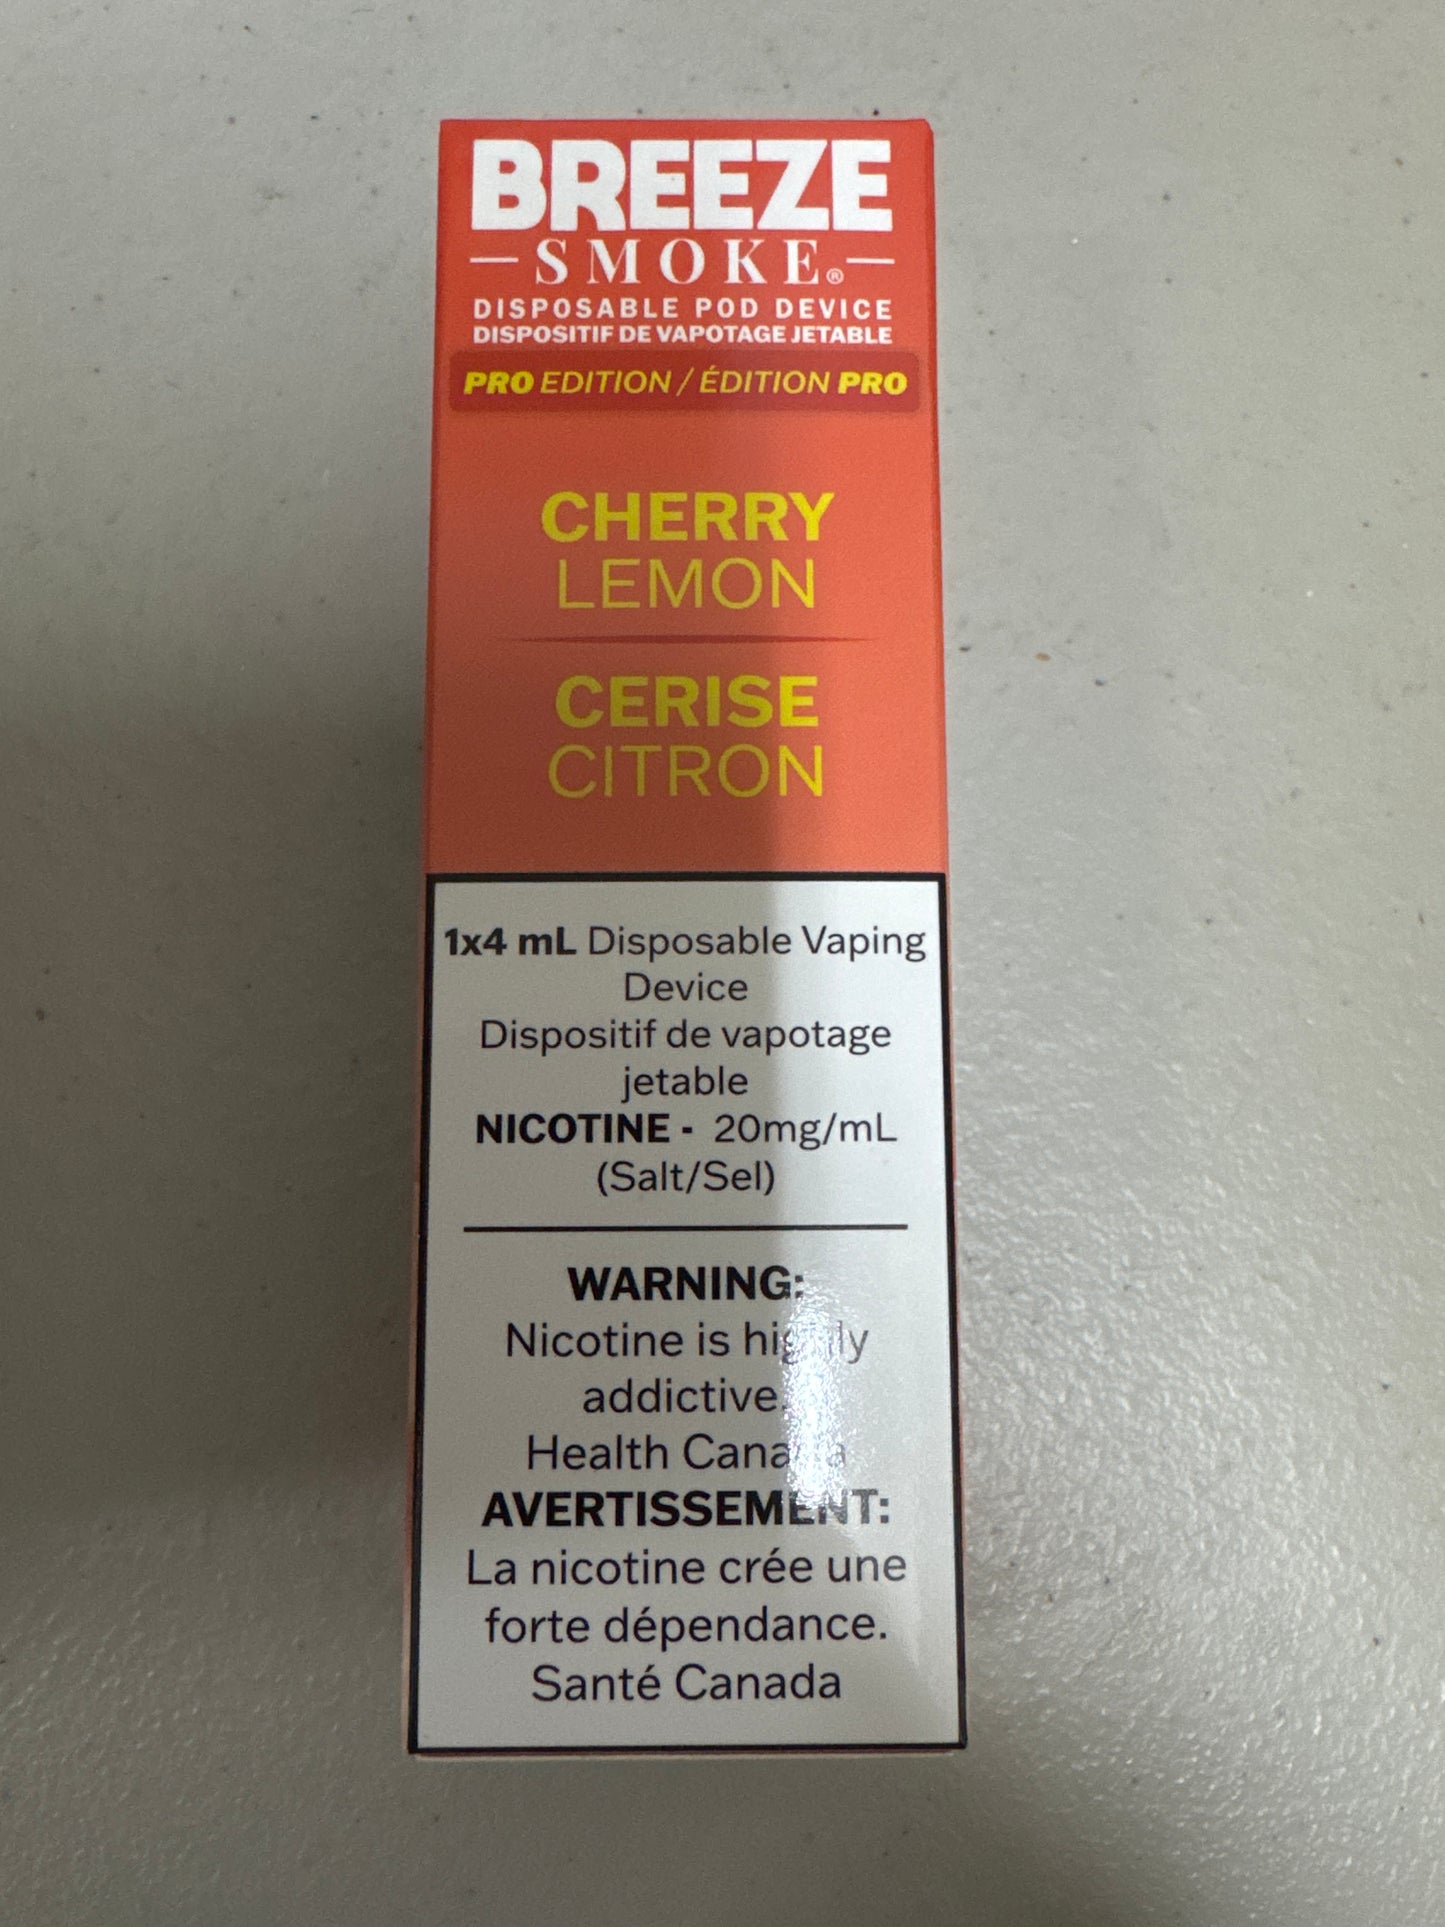 BREEZE
SMOKE®
DISPOSABLE POD DEVICE
DISPOSITIF DE VAPOTAGE JETABLE
PRO EDITION / ÉDITION PRO
CHERRY
LEMON
CERISE
CITRON
1x4 mL Disposable Vaping
Device
Dispositif de vapotage
jetable
NICOTINE - 20mg/mL
(Salt/Sel)
WARNING:
Nicotine is highly
addictive.
Health Canada
AVERTISSEMENT:
La nicotine crée une
forte dépendance.
Santé Canada